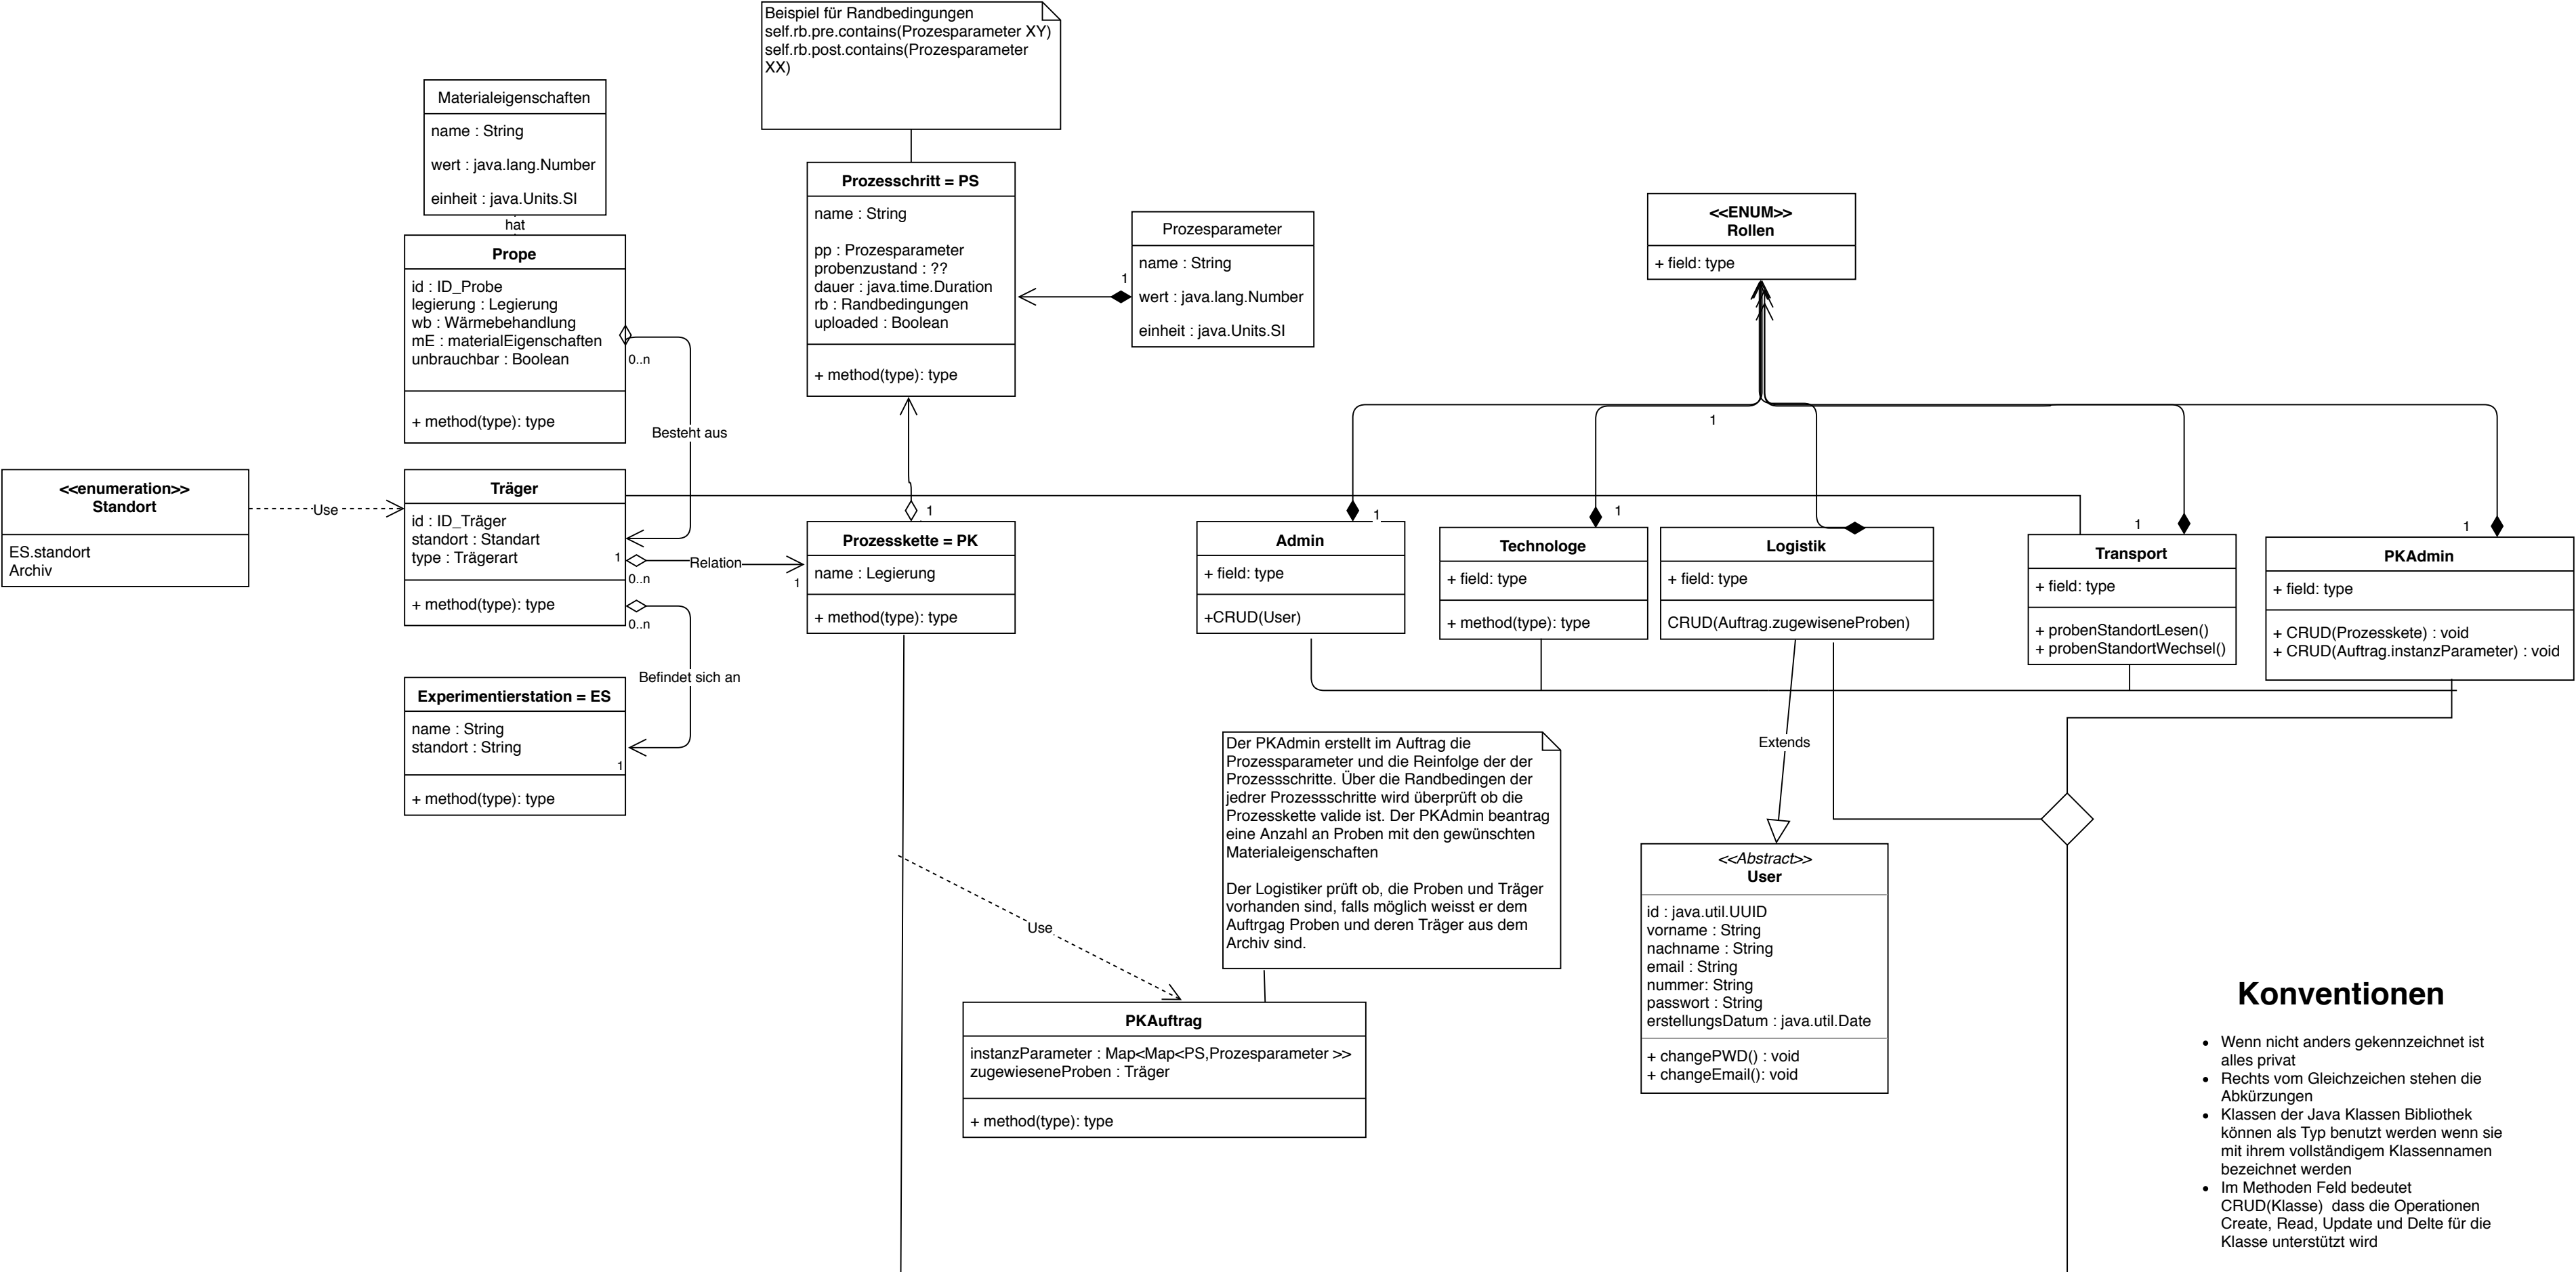 Beispiel für Randbedingungen
self.rb.pre.contains(Prozesparameter XY)
self.rb.post.contains(Prozesparameter
XX)
Materialeigenschaften
name : String
wert : java.lang.Number
einheit : java.Units.SI
hat
Prope
id : ID_Probe
legierung : Legierung
wb : Wärmebehandlung
mE : materialEigenschaften
unbrauchbar : Boolean
+ method(type): type
0..n
Besteht aus
Prozesschritt = PS
name : String
pp : Prozesparameter
probenzustand : ??
dauer : java.time.Duration
rb : Randbedingungen
uploaded : Boolean
+ method(type): type
1
Prozesparameter
name : String
wert : java.lang.Number
einheit : java.Units.SI
<<ENUM>>
Rollen
+ field: type
1
<<enumeration>>
Standort
ES.standort
Archiv
Use
Träger
id : ID_Träger
standort : Standart
type : Trägerart
+ method(type): type
1
0..n
Relation
1
0..n
Befindet sich an
1
Prozesskette = PK
name : Legierung
+ method(type): type
Experimentierstation = ES
name : String
standort : String
1
+ method(type): type
1
Admin
+ field: type
+CRUD(User)
1
Technologe
+ field: type
+ method(type): type
Logistik
+ field: type
CRUD(Auftrag.zugewiseneProben)
1
Transport
+ field: type
+ probenStandortLesen()
+ probenStandortWechsel()
1
PKAdmin
+ field: type
+ CRUD(Prozesskete) : void
+ CRUD(Auftrag.instanzParameter) : void
Extends
Der PKAdmin erstellt im Auftrag die
Prozessparameter und die Reinfolge der der
Prozessschritte. Über die Randbedingen der
jedrer Prozessschritte wird überprüft ob die
Prozesskette valide ist. Der PKAdmin beantrag
eine Anzahl an Proben mit den gewünschten
Materialeigenschaften
Der Logistiker prüft ob, die Proben und Träger
vorhanden sind, falls möglich weisst er dem
Auftrgag Proben und deren Träger aus dem
Archiv sind.
Use
PKAuftrag
instanzParameter : Map<Map<PS,Prozesparameter >>
zugewieseneProben : Träger
+ method(type): type
<<Abstract>>
User
id : java.util.UUID
vorname : String
nachname : String
email : String
nummer: String
passwort : String
erstellungsDatum : java.util.Date
+ changePWD() : void
+ changeEmail(): void
Konventionen
• Wenn nicht anders gekennzeichnet ist
alles privat
• Rechts vom Gleichzeichen stehen die
Abkürzungen
• Klassen der Java Klassen Bibliothek
können als Typ benutzt werden wenn sie
mit ihrem vollständigem Klassennamen
bezeichnet werden
• Im Methoden Feld bedeutet
CRUD(Klasse)  dass die Operationen
Create, Read, Update und Delte für die
Klasse unterstützt wird